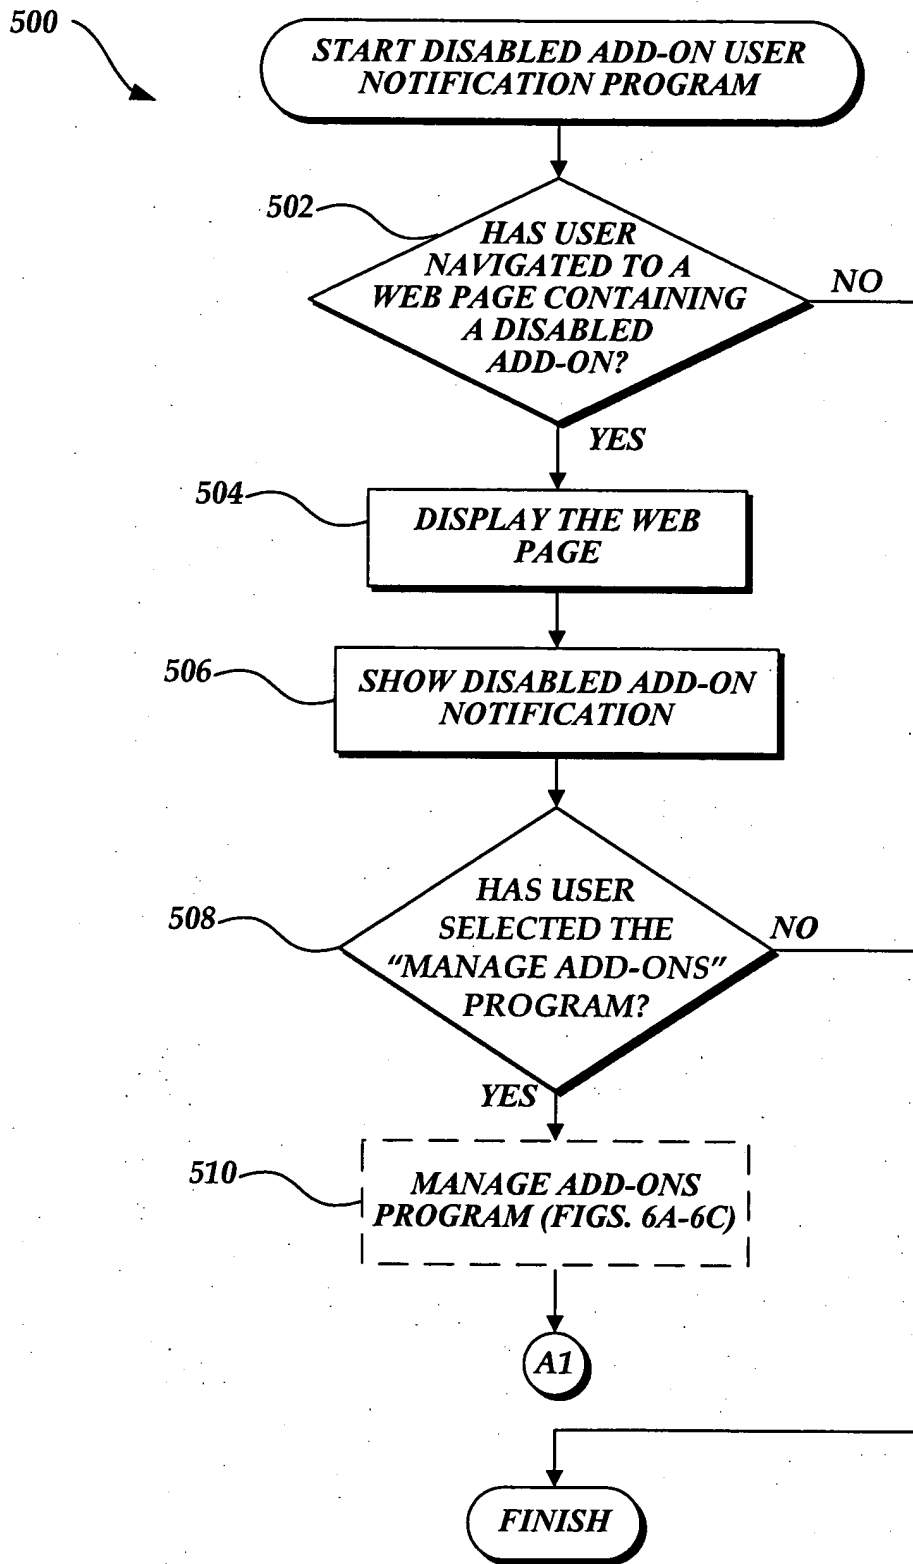 500
START DISABLED ADD-ON USER
NOTIFICATION PROGRAM
502
HAS USER
NAVIGATED TO A
WEB PAGE CONTAINING
A DISABLED
ADD-ON?
NO
YES
504
DISPLAY THE WEB
PAGE
506
SHOW DISABLED ADD-ON
NOTIFICATION
508
HAS USER
SELECTED THE
“MANAGE ADD-ONS”
PROGRAM?
NO
YES
510
MANAGE ADD-ONS
PROGRAM (FIGS. 6A-6C)
A1
FINISH